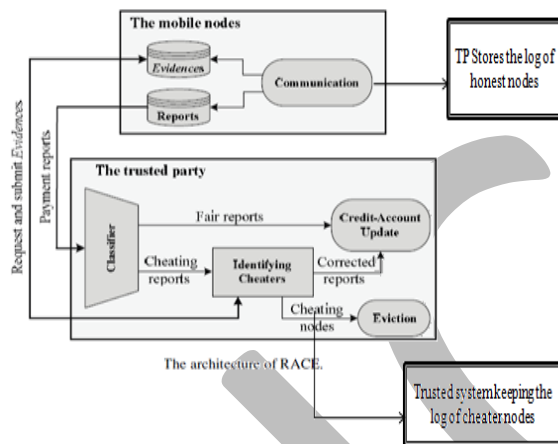 The mobile nodes
Evidences
Communication
Reports
TP Stores the log of
honest nodes
Request and submit Evidences
Payment reports
The trusted party
Classifier
Fair reports
Credit-Account
Update
Cheating
reports
Identifying
Cheaters
Corrected
reports
Cheating
nodes
Eviction
The architecture of RACE.
Trusted system keeping the
log of cheater nodes